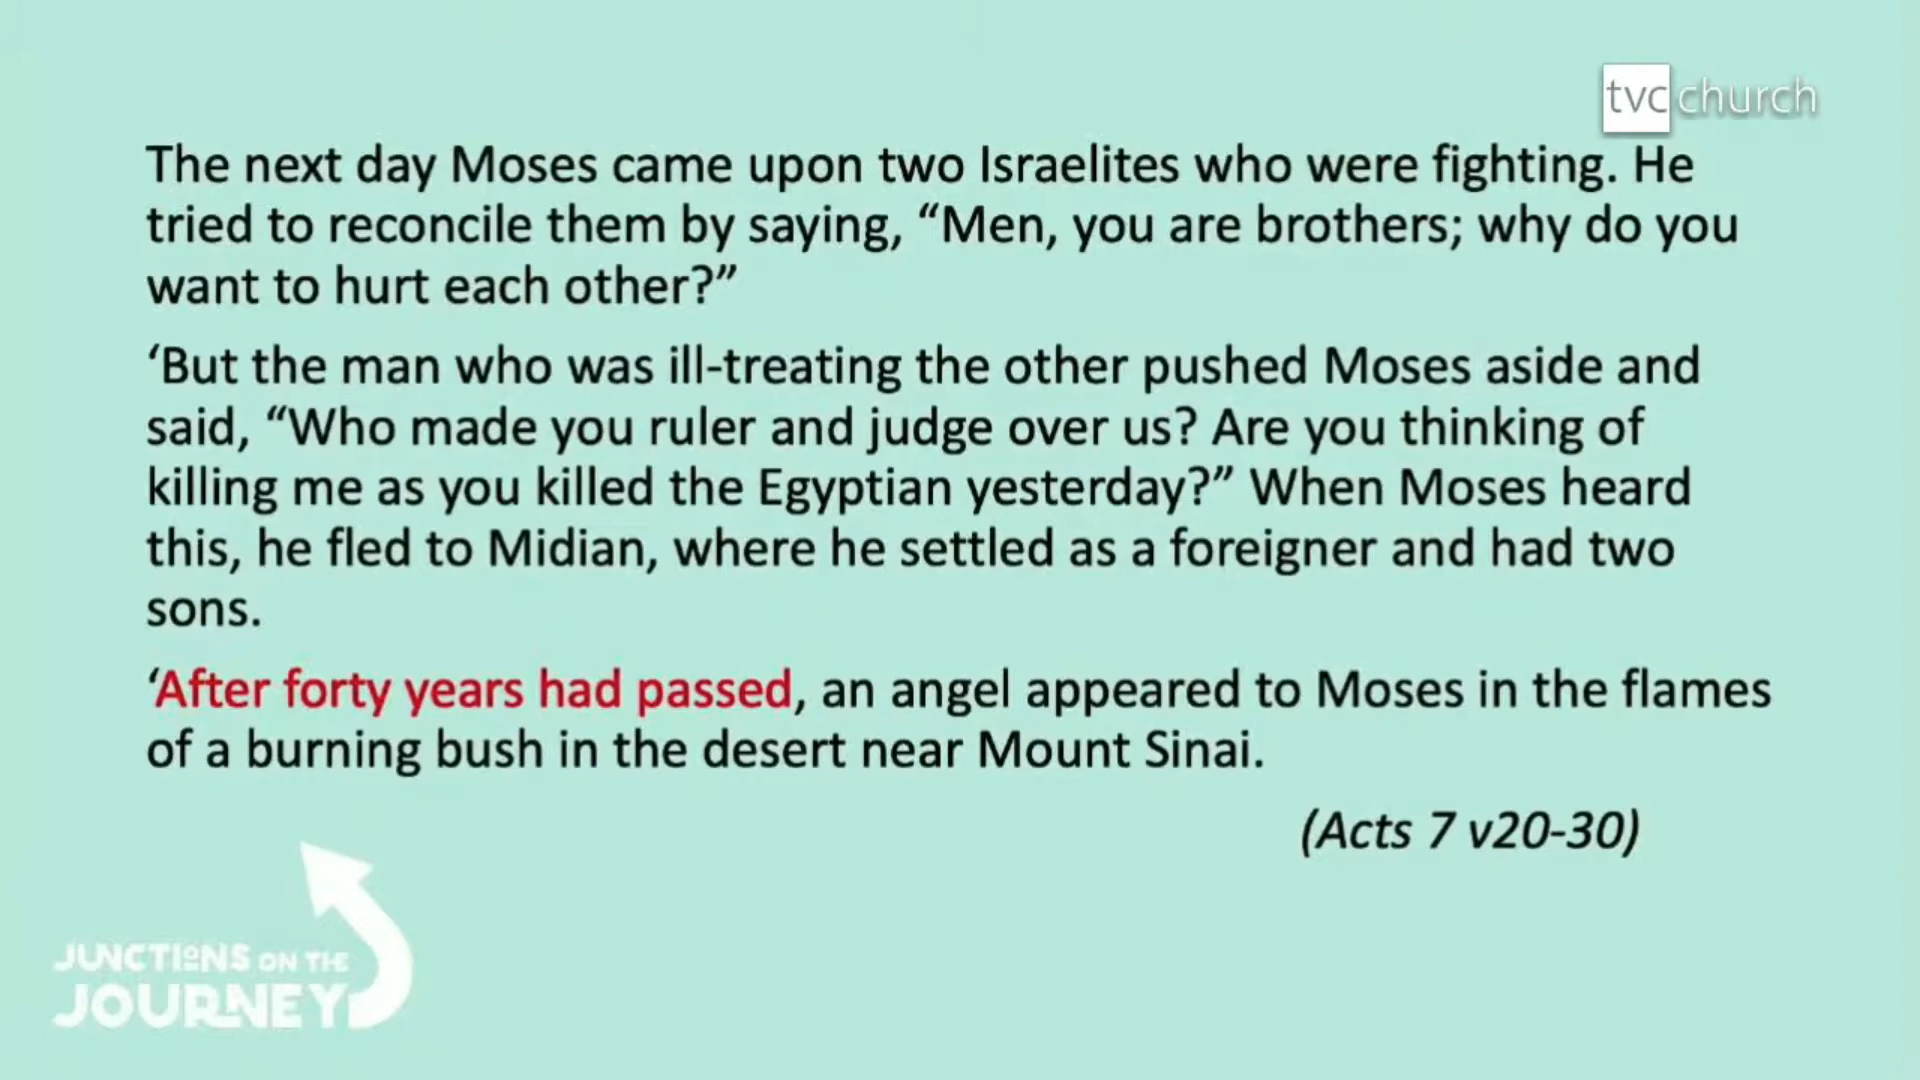 tvc church
The next day Moses came upon two Israelites who were fighting. He
tried to reconcile them by saying, “Men, you are brothers; why do you
want to hurt each other?”
‘But the man who was ill-treating the other pushed Moses aside and
said, “Who made you ruler and judge over us? Are you thinking of
killing me as you killed the Egyptian yesterday?” When Moses heard
this, he fled to Midian, where he settled as a foreigner and had two
sons.
‘After forty years had passed, an angel appeared to Moses in the flames
of a burning bush in the desert near Mount Sinai.
(Acts 7 v20-30)
JUNCTIONS ON THE
JOURNEY